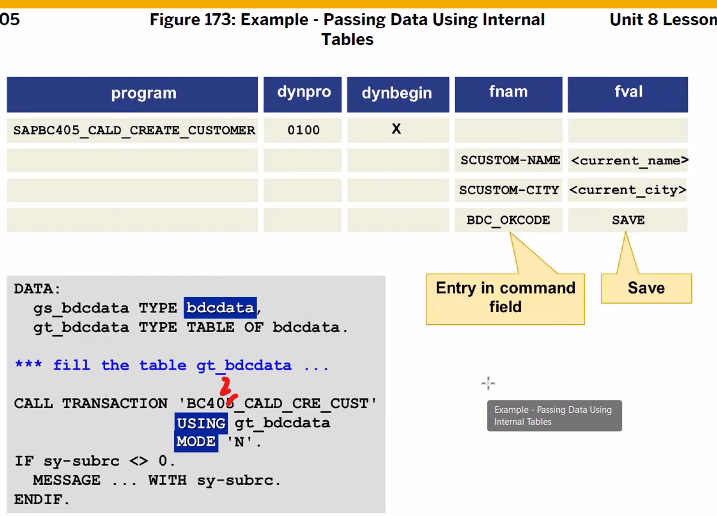 05
Figure 173: Example - Passing Data Using Internal
Tables
Unit 8 Lesson
program dynpro dynbegin fnam fval
SAPBC405_CALD_CREATE_CUSTOMER 0100 X
SCUSTOM-NAME <current_name>
SCUSTOM-CITY <current_city>
BDC_OKCODE SAVE
Entry in command
field
Save
DATA:
gs_bdcdata TYPE bdcdata,
gt_bdcdata TYPE TABLE OF bdcdata.
*** fill the table gt_bdcdata ...
2
CALL TRANSACTION 'BC405_CALD_CRE_CUST'
USING gt_bdcdata
MODE 'N'.
IF sy-subrc <> 0.
MESSAGE ... WITH sy-subrc.
ENDIF.
Example - Passing Data Using
Internal Tables